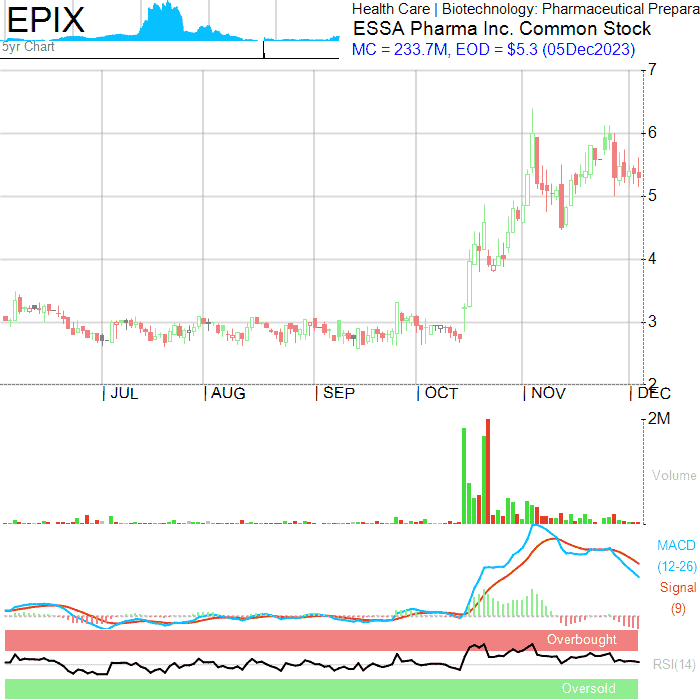 EPIX
5yr Chart
Health Care | Biotechnology: Pharmaceutical Prepara
ESSA Pharma Inc. Common Stock
MC = 233.7M, EOD = $5.3 (05Dec2023)
7
6
5
4
3
2
| JUL | AUG | SEP | OCT | NOV | DEC
2M
Volume
MACD
(12-26)
Signal
(9)
Overbought
RSI(14)
Oversold